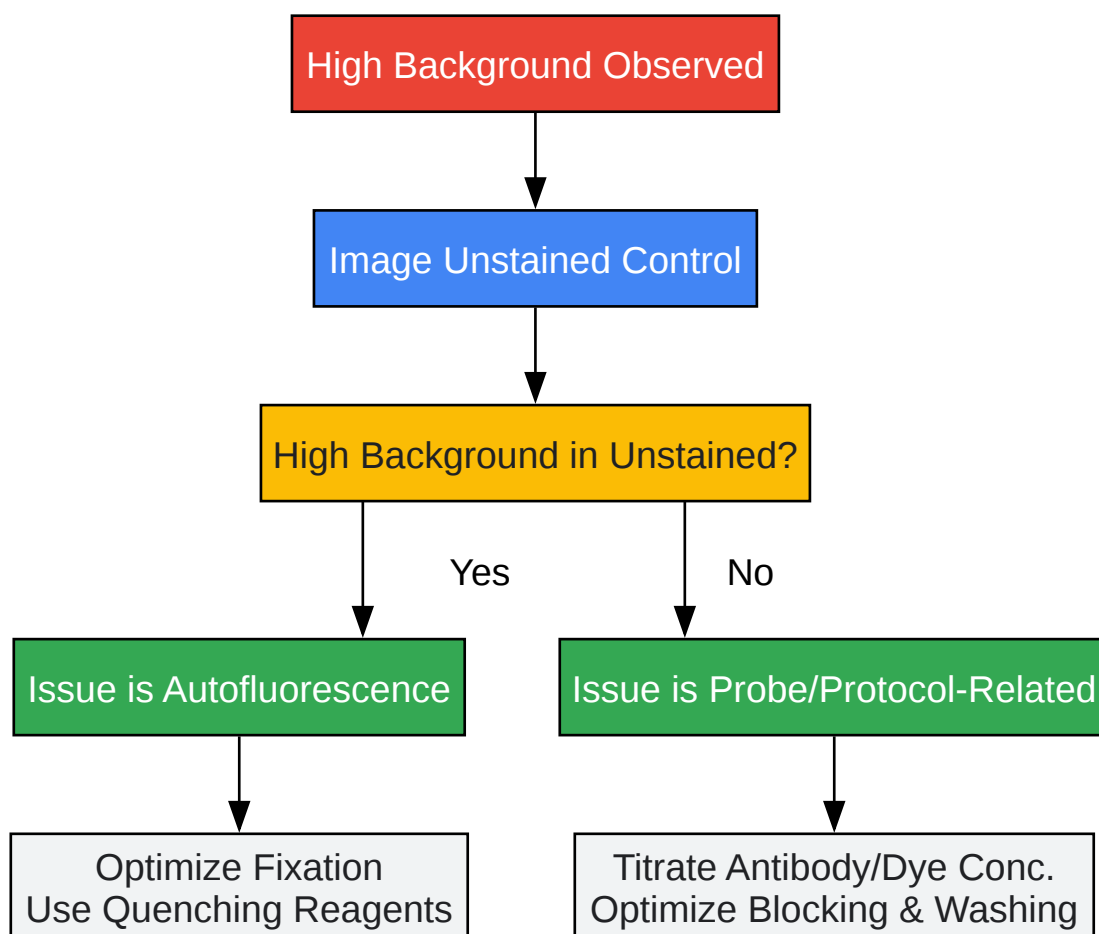 High Background Observed
Image Unstained Control
High Background in Unstained?
Yes
No
Issue is Autofluorescence
Issue is Probe/Protocol-Related
Optimize Fixation
Use Quenching Reagents
Titrate Antibody/Dye Conc.
Optimize Blocking & Washing